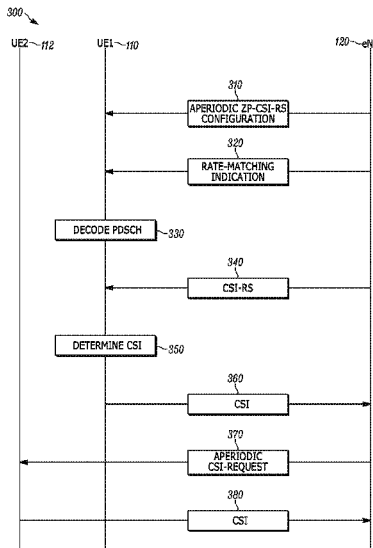 300
UE2 112
UE1 110
120 eN
310
APERIODIC ZP-CSI-RS
CONFIGURATION
320
RATE-MATCHING
INDICATION
DECODE PDSCH
330
340
CSI-RS
DETERMINE CSI
350
360
CSI
370
APERIODIC
CSI-REQUEST
380
CSI